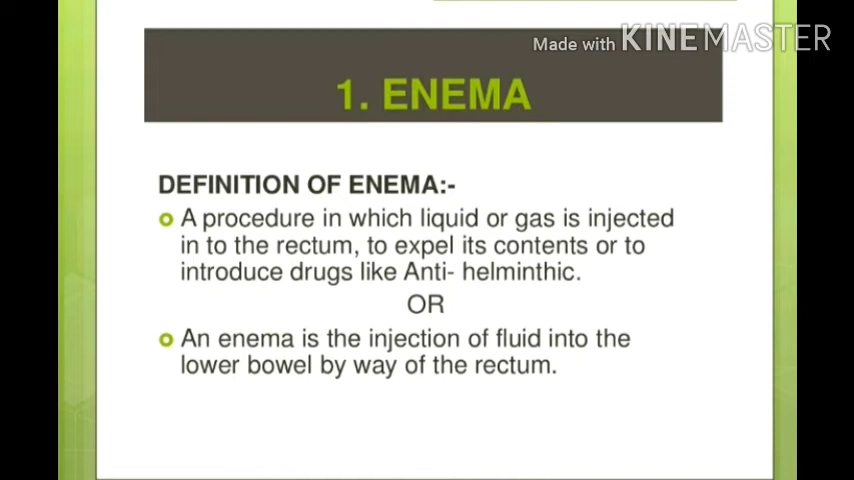 Made with KINEMASTER
1. ENEMA
DEFINITION OF ENEMA:-
A procedure in which liquid or gas is injected
in to the rectum, to expel its contents or to
introduce drugs like Anti- helminthic.
OR
An enema is the injection of fluid into the
lower bowel by way of the rectum.